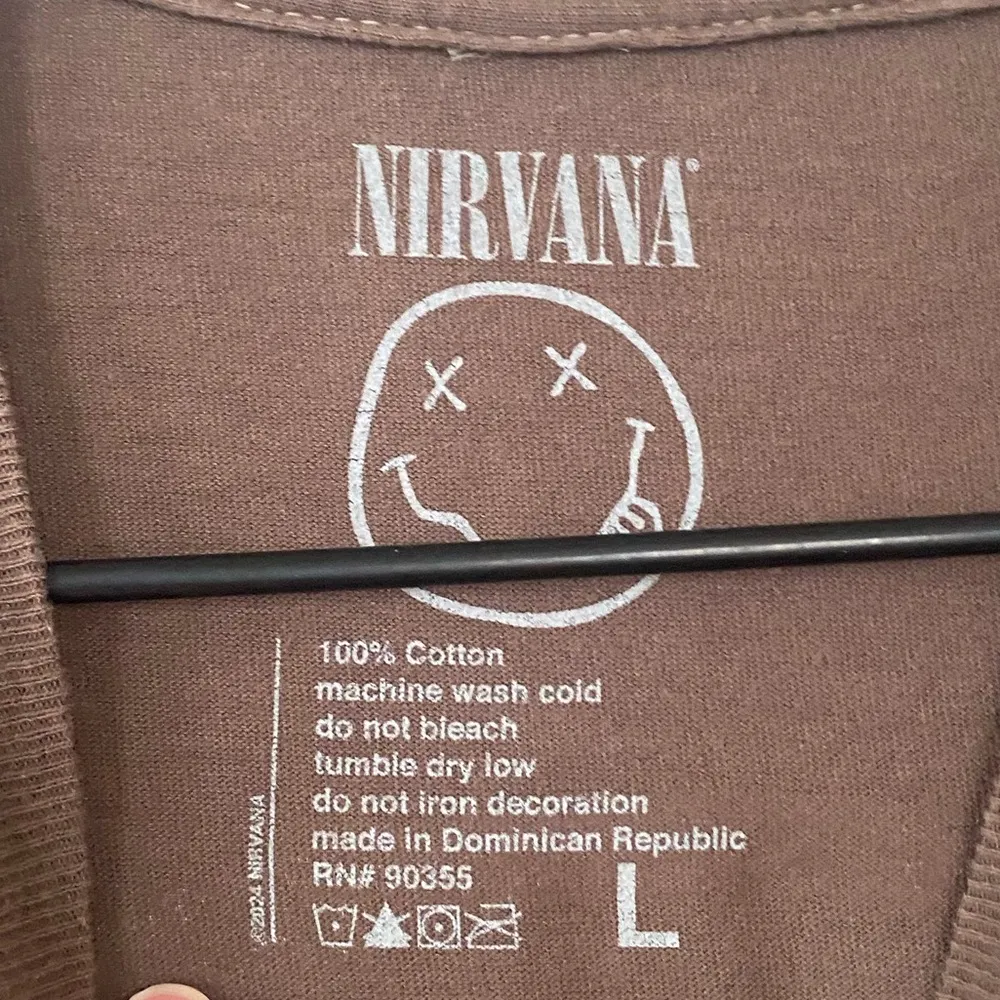 NIRVANA®
100% Cotton
machine wash cold
do not bleach
tumble dry low
do not iron decoration
made in Dominican Republic
RN# 90355
L
©2024 NIRVANA